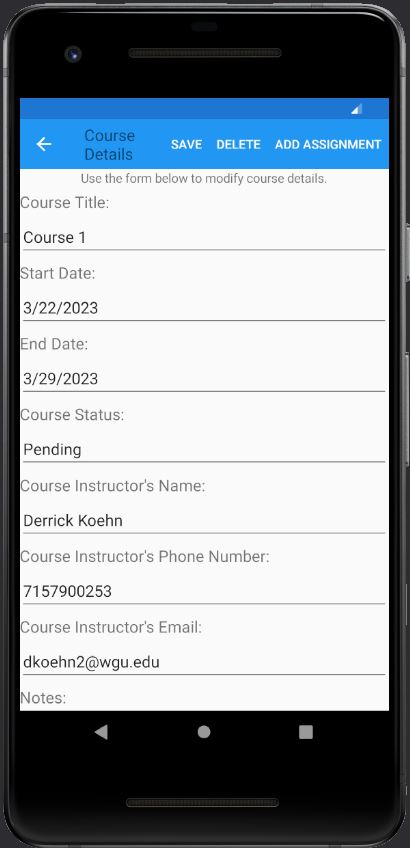 Course
Details
SAVE
DELETE
ADD ASSIGNMENT
Use the form below to modify course details.
Course Title:
Course 1
Start Date:
3/22/2023
End Date:
3/29/2023
Course Status:
Pending
Course Instructor's Name:
Derrick Koehn
Course Instructor's Phone Number:
7157900253
Course Instructor's Email:
dkoehn2@wgu.edu
Notes: